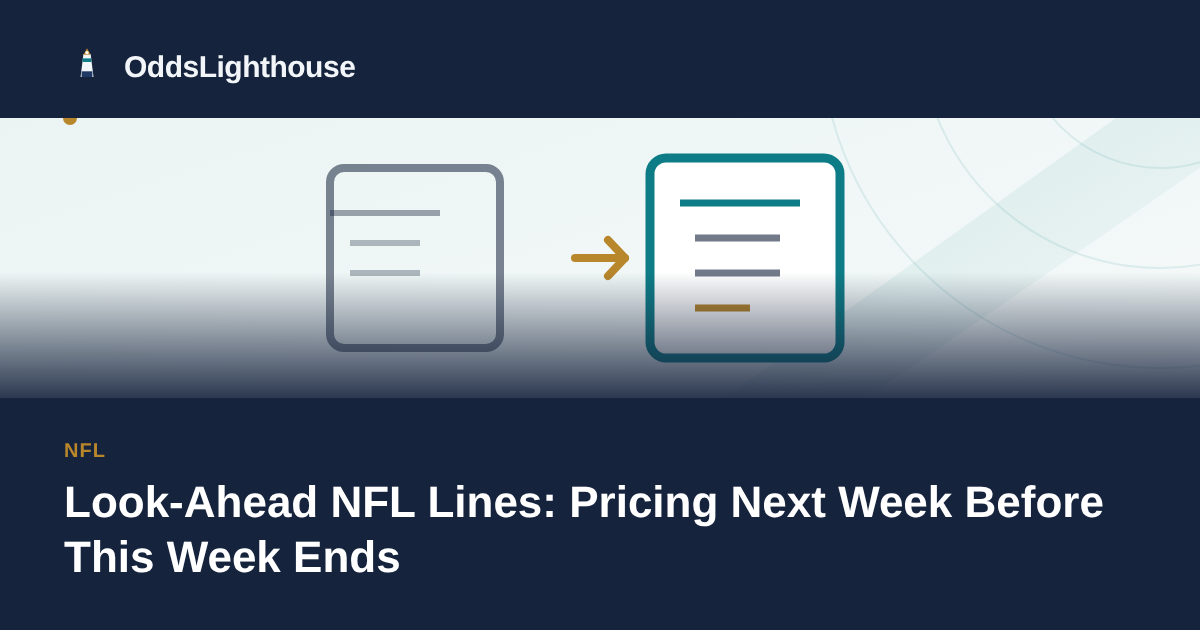 OddsLighthouse
NFL
Look-Ahead NFL Lines: Pricing Next Week Before
This Week Ends